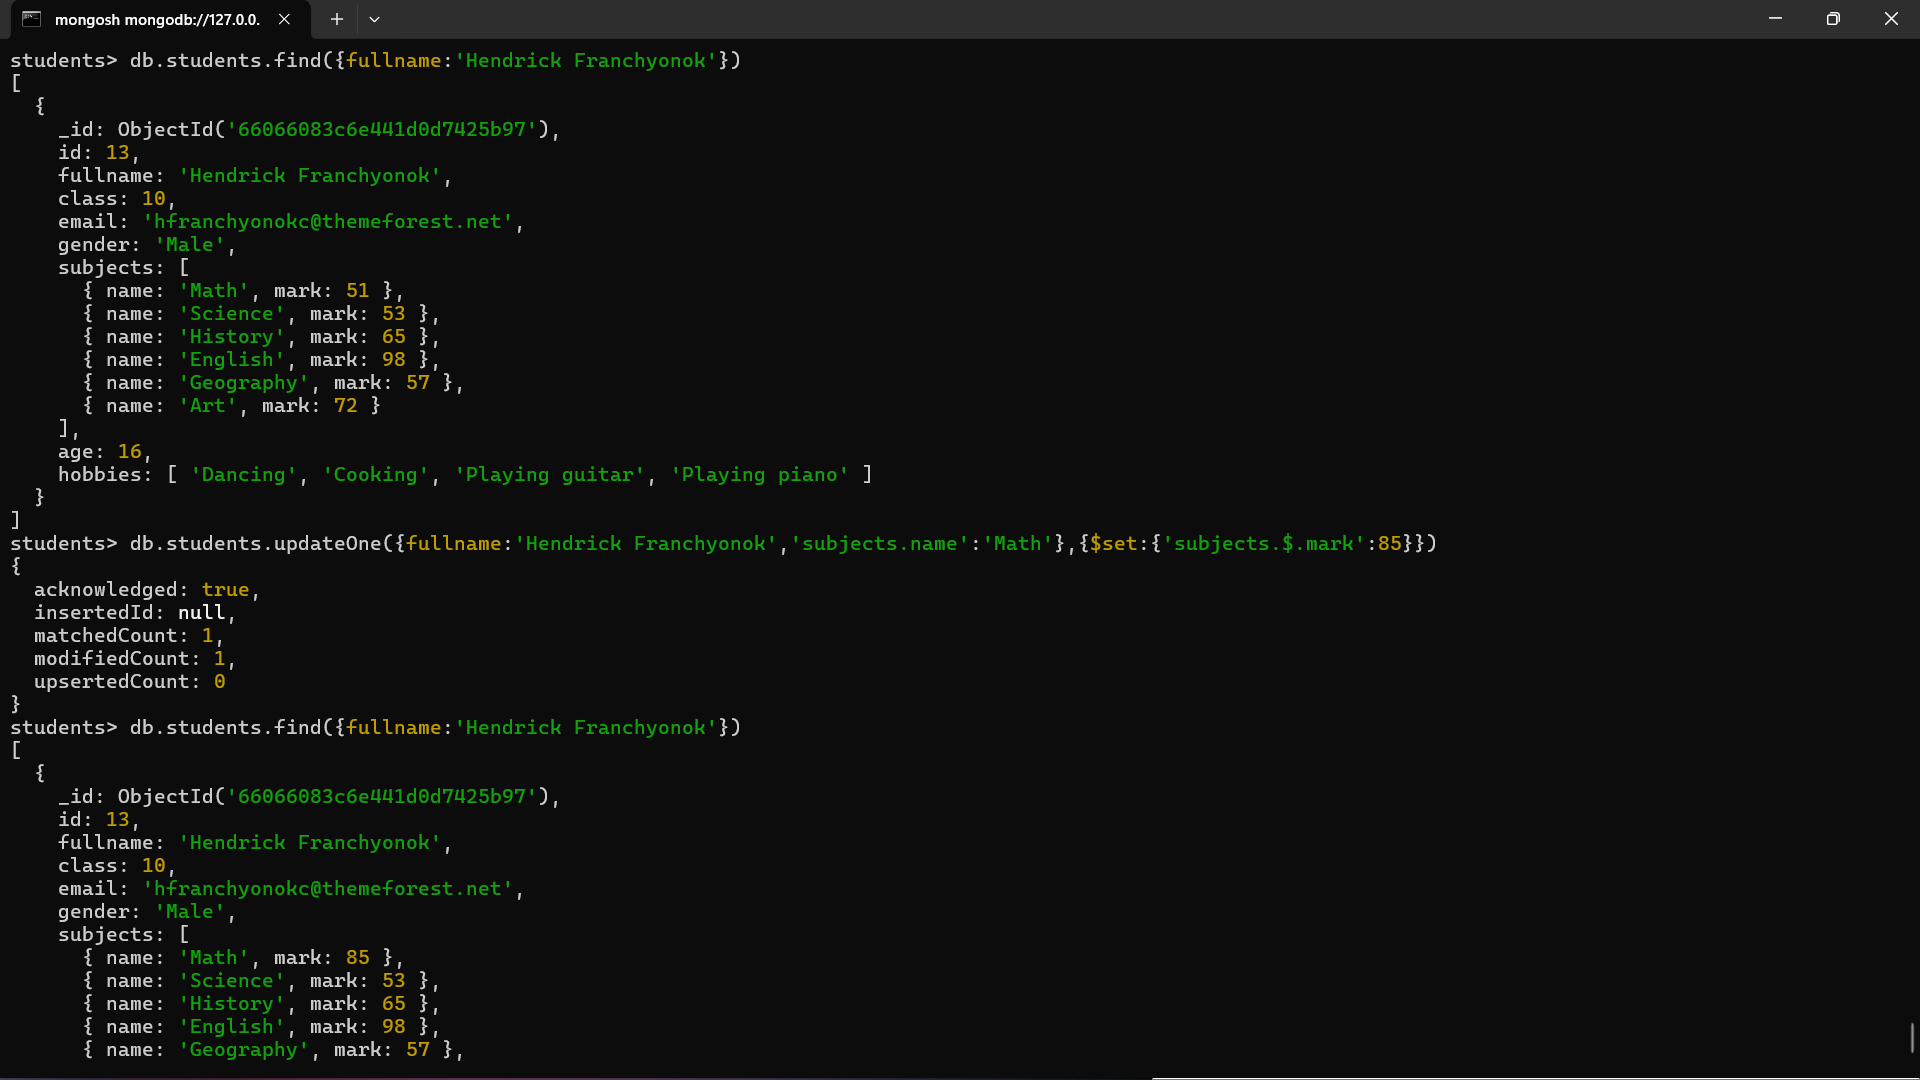 mongosh mongodb://127.0.0.
students> db.students.find({fullname:'Hendrick Franchyonok'})
[
  {
    _id: ObjectId('66066083c6e441d0d7425b97'),
    id: 13,
    fullname: 'Hendrick Franchyonok',
    class: 10,
    email: 'hfranchyonokc@themeforest.net',
    gender: 'Male',
    subjects: [
      { name: 'Math', mark: 51 },
      { name: 'Science', mark: 53 },
      { name: 'History', mark: 65 },
      { name: 'English', mark: 98 },
      { name: 'Geography', mark: 57 },
      { name: 'Art', mark: 72 }
    ],
    age: 16,
    hobbies: [ 'Dancing', 'Cooking', 'Playing guitar', 'Playing piano' ]
  }
]
students> db.students.updateOne({fullname:'Hendrick Franchyonok','subjects.name':'Math'},{$set:{'subjects.$.mark':85}})
{
  acknowledged: true,
  insertedId: null,
  matchedCount: 1,
  modifiedCount: 1,
  upsertedCount: 0
}
students> db.students.find({fullname:'Hendrick Franchyonok'})
[
  {
    _id: ObjectId('66066083c6e441d0d7425b97'),
    id: 13,
    fullname: 'Hendrick Franchyonok',
    class: 10,
    email: 'hfranchyonokc@themeforest.net',
    gender: 'Male',
    subjects: [
      { name: 'Math', mark: 85 },
      { name: 'Science', mark: 53 },
      { name: 'History', mark: 65 },
      { name: 'English', mark: 98 },
      { name: 'Geography', mark: 57 },